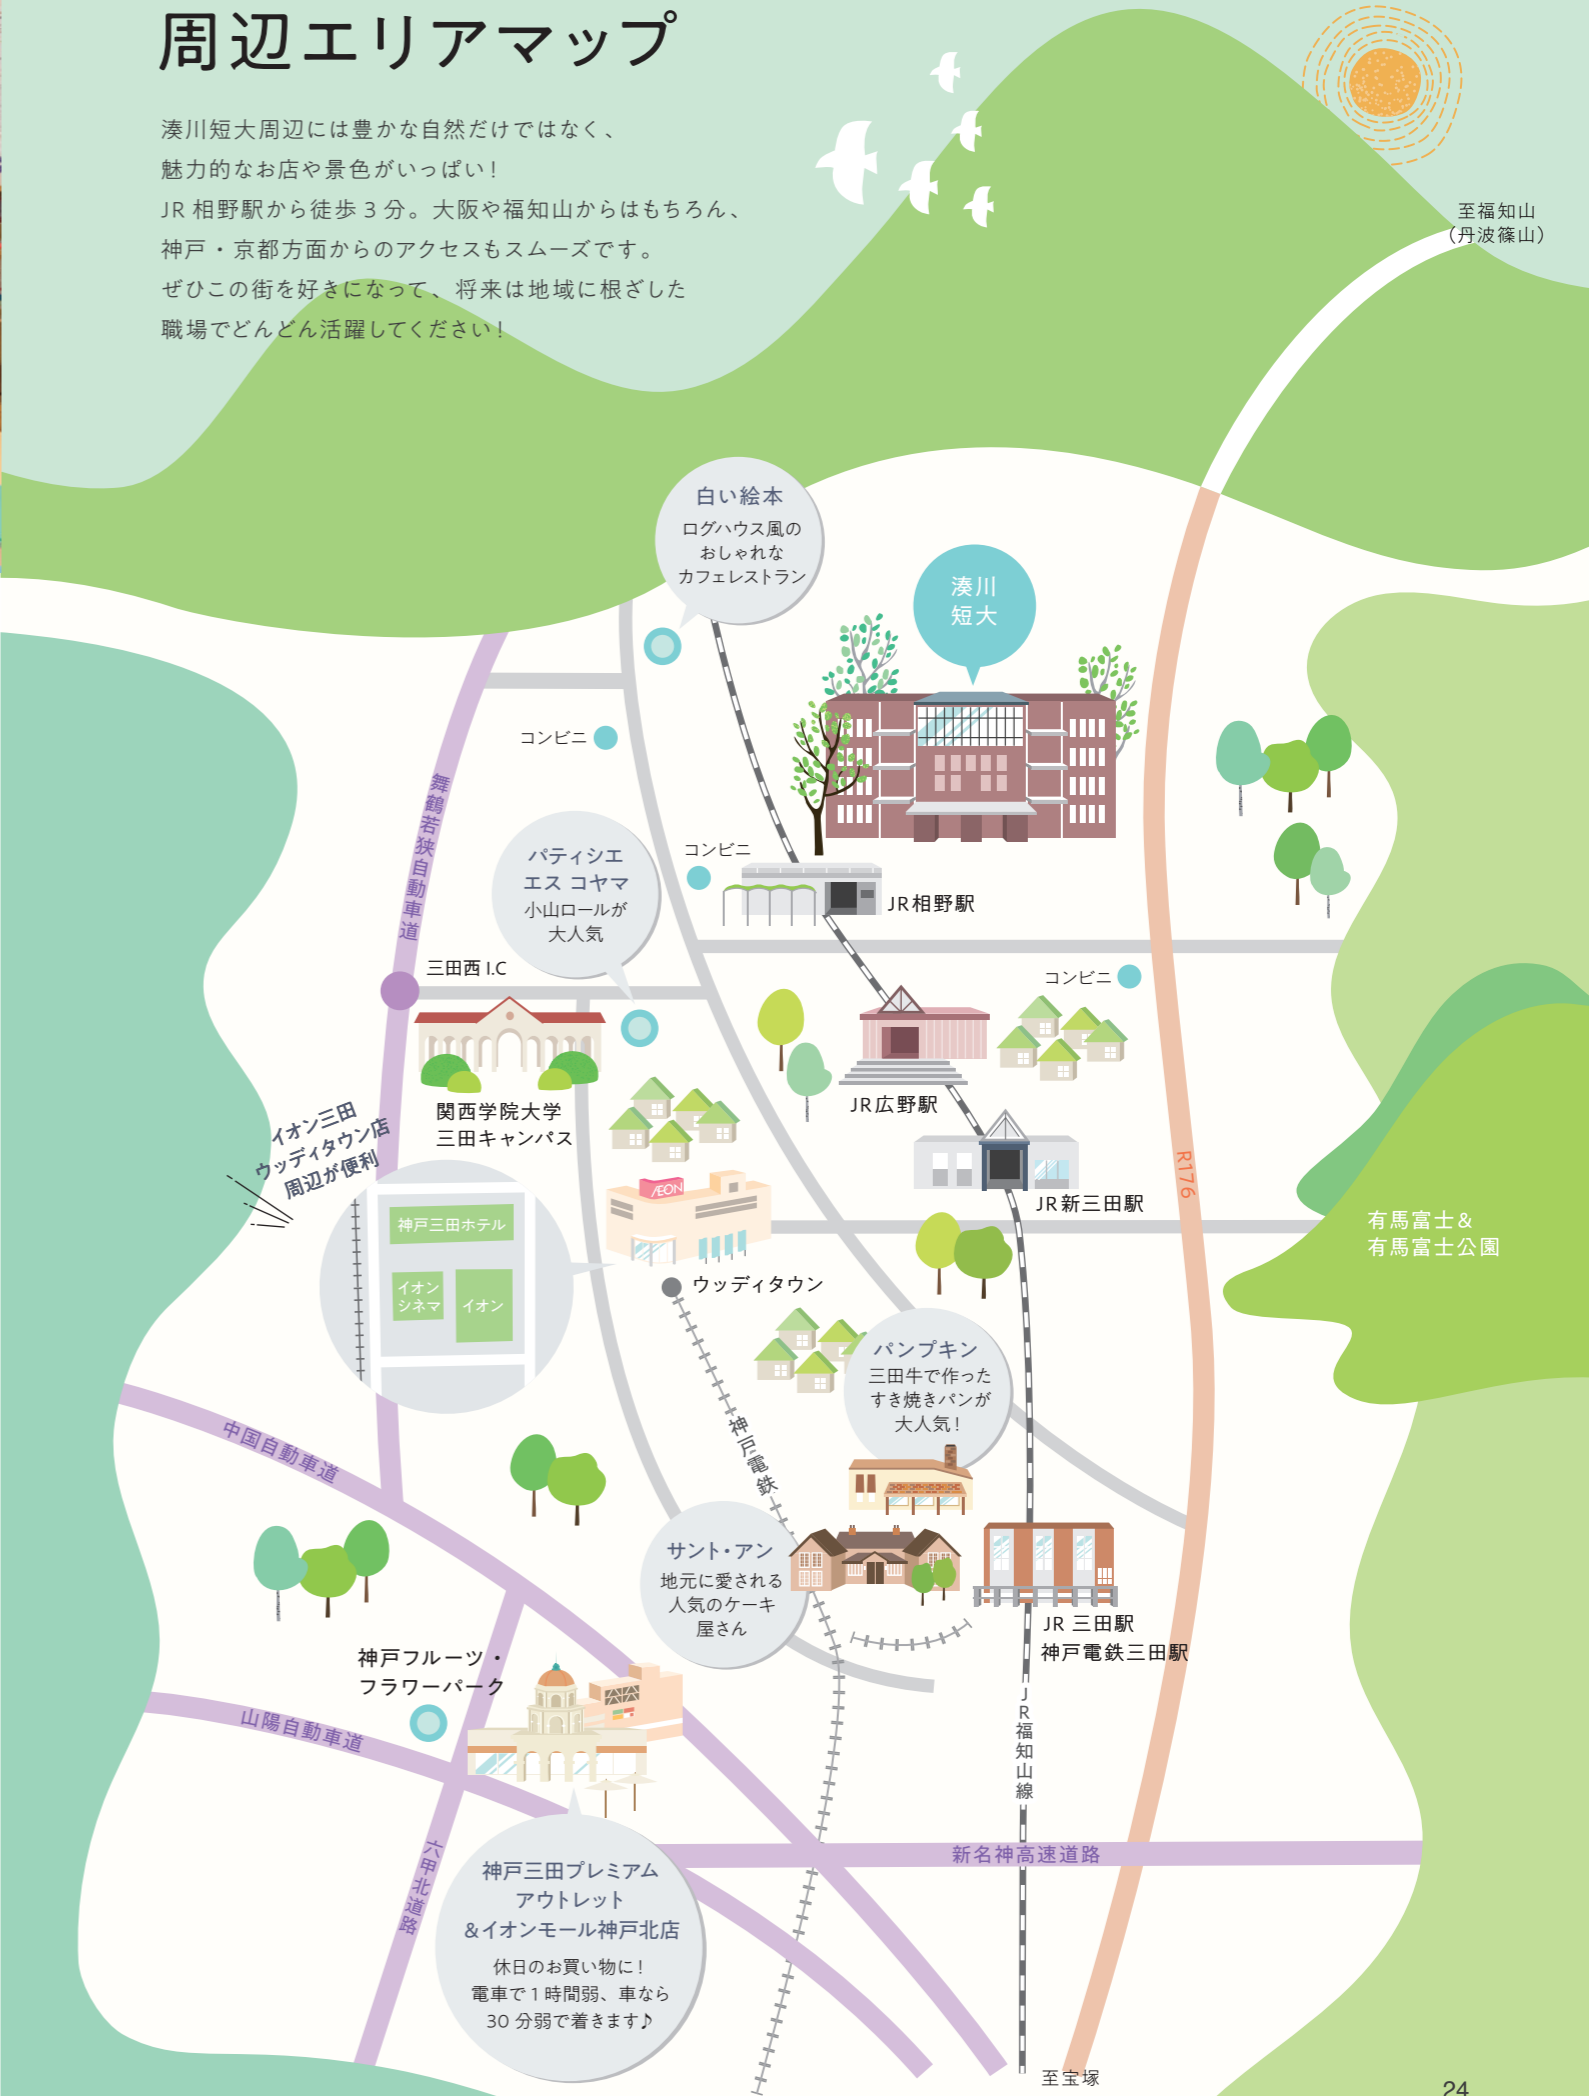 周辺エリアマップ
湊川短大周辺には豊かな自然だけではなく、
魅力的なお店や景色がいっぱい！
JR 相野駅から徒歩 3 分。大阪や福知山からはもちろん、
神戸・京都方面からのアクセスもスムーズです。
ぜひこの街を好きになって、将来は地域に根ざした
職場でどんどん活躍してください！
至福知山
（丹波篠山）
白い絵本
ログハウス風の
おしゃれな
カフェレストラン
湊川
短大
コンビニ
舞鶴若狭自動車道
パティシエ
エス コヤマ
小山ロールが
大人気
コンビニ
JR相野駅
三田西 I.C
コンビニ
関西学院大学
三田キャンパス
JR広野駅
イオン三田
ウッディタウン店
周辺が便利
R176
ÆON
JR新三田駅
神戸三田ホテル
イオン
シネマ
イオン
有馬富士＆
有馬富士公園
ウッディタウン
パンプキン
三田牛で作った
すき焼きパンが
大人気！
中国自動車道
神戸電鉄
サント・アン
地元に愛される
人気のケーキ
屋さん
JR 三田駅
神戸電鉄三田駅
神戸フルーツ・
フラワーパーク
山陽自動車道
JR福知山線
六甲北道路
新名神高速道路
神戸三田プレミアム
アウトレット
＆イオンモール神戸北店
休日のお買い物に！
電車で 1 時間弱、車なら
30 分弱で着きます♪
至宝塚
24